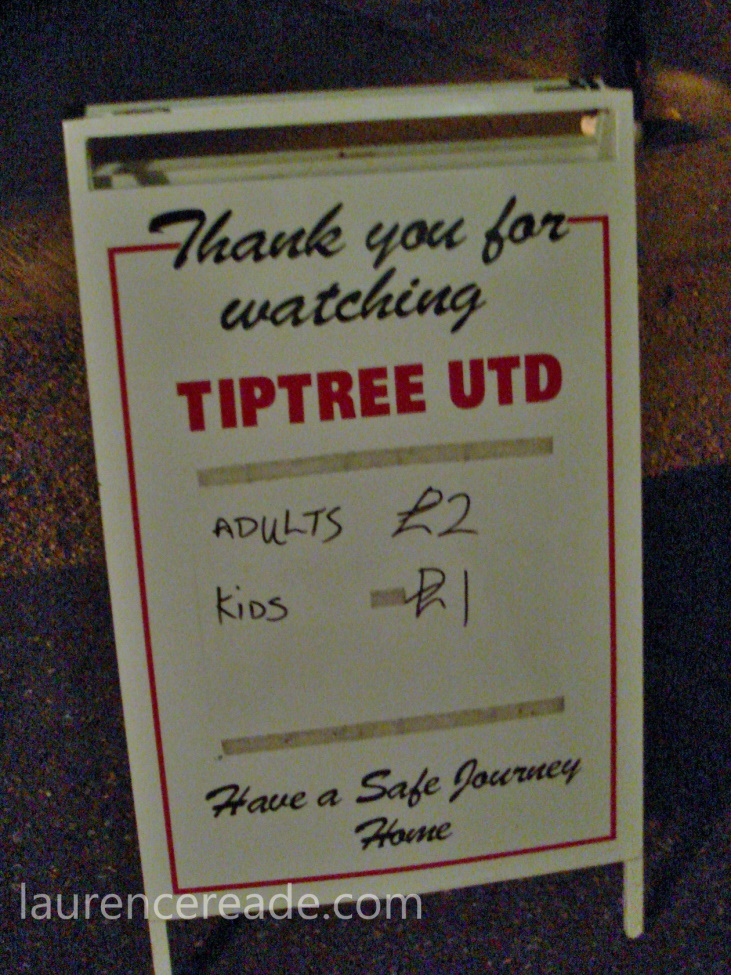 Thank you for
watching
TIPTREE UTD
ADULTS £2
KiDS £1
Have a Safe Journey
Home
laurencereade.com